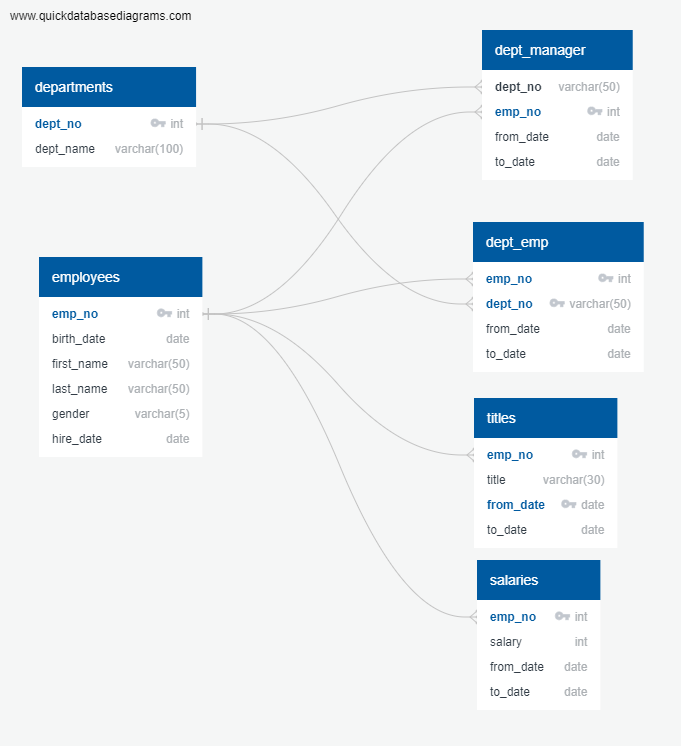 www.quickdatabasediagrams.com
departments
dept_no int
dept_name varchar(100)
employees
emp_no int
birth_date date
first_name varchar(50)
last_name varchar(50)
gender varchar(5)
hire_date date
dept_manager
dept_no varchar(50)
emp_no int
from_date date
to_date date
dept_emp
emp_no int
dept_no varchar(50)
from_date date
to_date date
titles
emp_no int
title varchar(30)
from_date date
to_date date
salaries
emp_no int
salary int
from_date date
to_date date